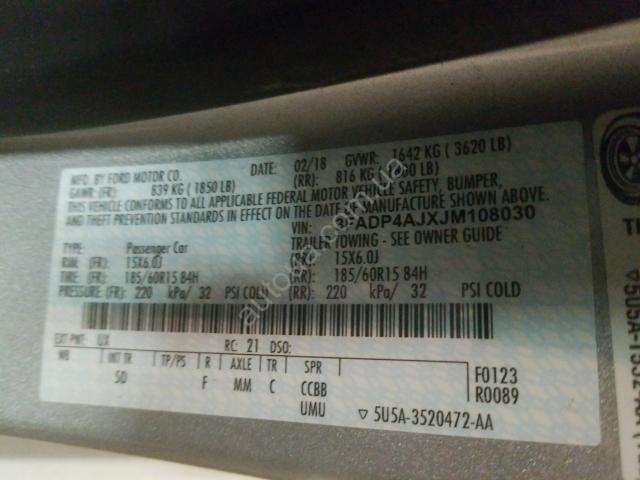 MFD. BY FORD MOTOR CO. DATE: 02/18 GVWR: 1642 KG ( 3620 LB)
GAWR: (FR): 839 KG ( 1850 LB) (RR): 816 KG LB)
THIS VEHICLE CONFORMS TO ALL APPLICABLE FEDERAL MOTOR VEHICLE SAFETY, BUMPER,
AND THEFT PREVENTION STANDARDS IN EFFECT ON THE DATE OF MANUFACTURE SHOWN ABOVE.
VIN: 3FADP4AJXJM108030
TYPE: Passenger Car TRAILER TOWING - SEE OWNER GUIDE
RIM: (FR): 15X6.0J (RR): 15X6.0J
TIRE: (FR): 185/60R15 84H (RR): 185/60R15 84H
PRESSURE: (FR): 220 kPa/ 32 PSI COLD (RR): 220 kPa/ 32 PSI COLD
EXT PNT: UX RC: 21 DSO:
WB INT TR TP/PS R AXLE TR SPR
5D F MM C CCBB
UMU
F0123
R0089
▽ 5U5A-3520472-AA
autoua.com.ua